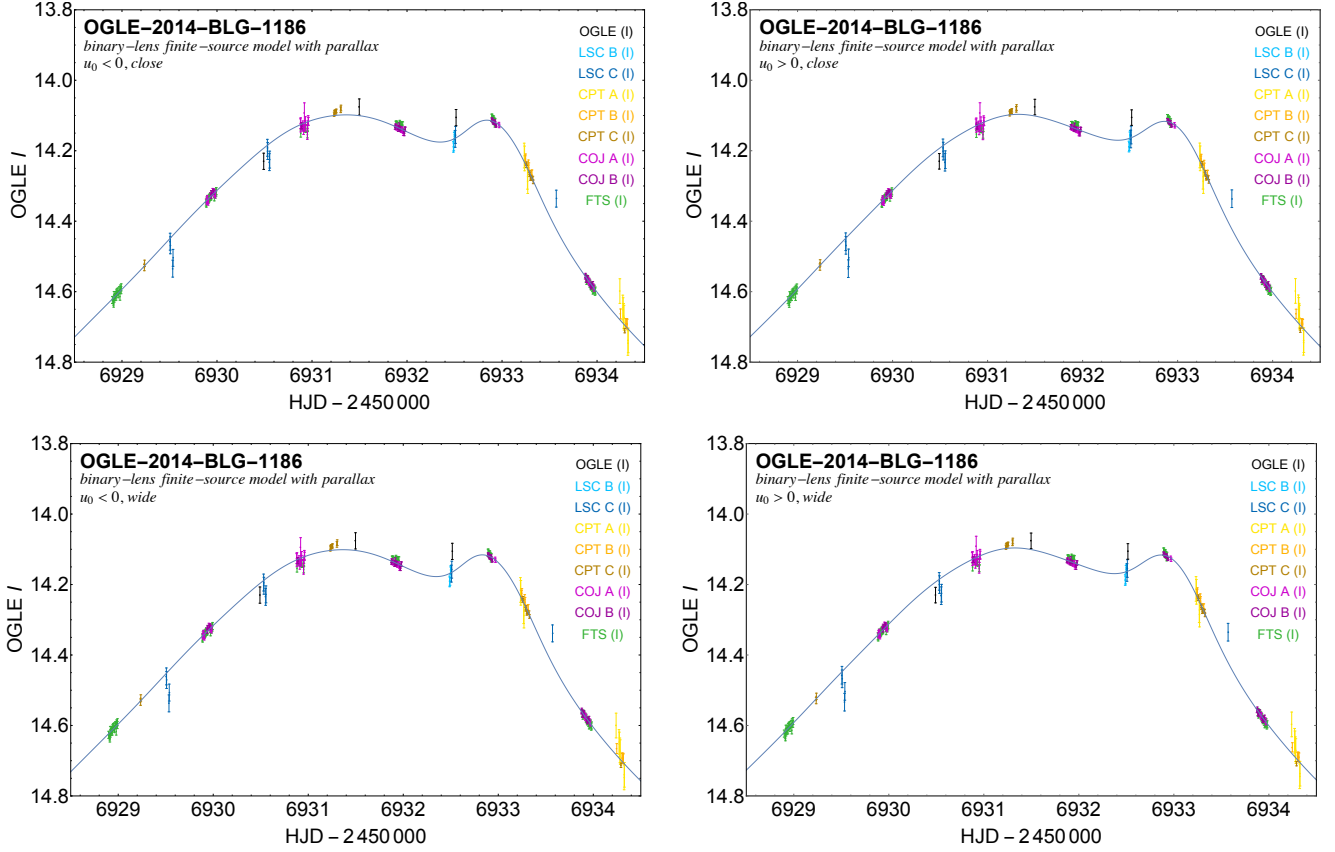 OGLE−2014−BLG−1186
binary−lens finite−source model with parallax
u0 < 0, close
OGLE (I)
LSC B (I)
LSC C (I)
CPT A (I)
CPT B (I)
CPT C (I)
COJ A (I)
COJ B (I)
FTS (I)
13.8
14.0
14.2
14.4
14.6
14.8
OGLE I
6929 6930 6931 6932 6933 6934
HJD − 2 450 000
OGLE−2014−BLG−1186
binary−lens finite−source model with parallax
u0 > 0, close
OGLE (I)
LSC B (I)
LSC C (I)
CPT A (I)
CPT B (I)
CPT C (I)
COJ A (I)
COJ B (I)
FTS (I)
13.8
14.0
14.2
14.4
14.6
14.8
OGLE I
6929 6930 6931 6932 6933 6934
HJD − 2 450 000
OGLE−2014−BLG−1186
binary−lens finite−source model with parallax
u0 < 0, wide
OGLE (I)
LSC B (I)
LSC C (I)
CPT A (I)
CPT B (I)
CPT C (I)
COJ A (I)
COJ B (I)
FTS (I)
13.8
14.0
14.2
14.4
14.6
14.8
OGLE I
6929 6930 6931 6932 6933 6934
HJD − 2 450 000
OGLE−2014−BLG−1186
binary−lens finite−source model with parallax
u0 > 0, wide
OGLE (I)
LSC B (I)
LSC C (I)
CPT A (I)
CPT B (I)
CPT C (I)
COJ A (I)
COJ B (I)
FTS (I)
13.8
14.0
14.2
14.4
14.6
14.8
OGLE I
6929 6930 6931 6932 6933 6934
HJD − 2 450 000